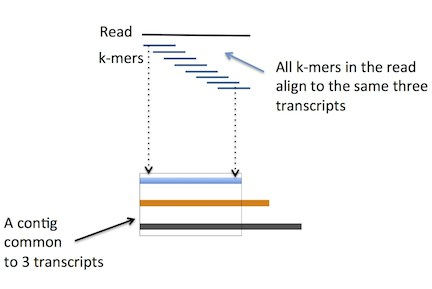 Read
k-mers
All k-mers in the read
align to the same three
transcripts
A contig
common
to 3 transcripts